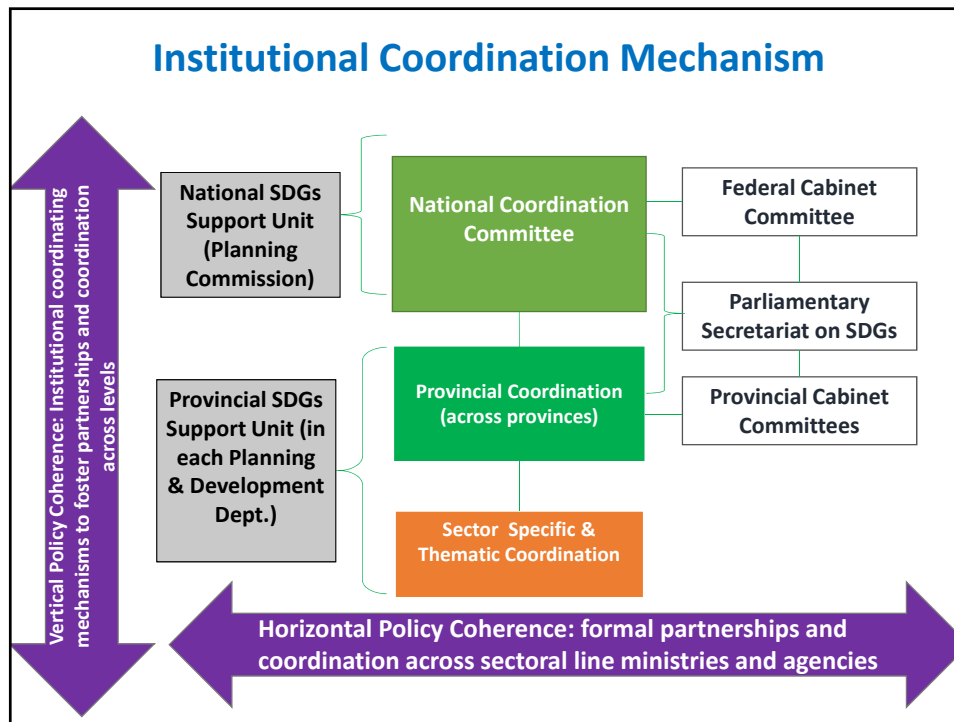 Institutional Coordination Mechanism
Vertical Policy Coherence: Institutional coordinating
mechanisms to foster partnerships and coordination
across levels
National SDGs
Support Unit
(Planning
Commission)
National Coordination
Committee
Federal Cabinet
Committee
Parliamentary
Secretariat on SDGs
Provincial SDGs
Support Unit (in
each Planning
& Development
Dept.)
Provincial Coordination
(across provinces)
Provincial Cabinet
Committees
Sector Specific &
Thematic Coordination
Horizontal Policy Coherence: formal partnerships and
coordination across sectoral line ministries and agencies